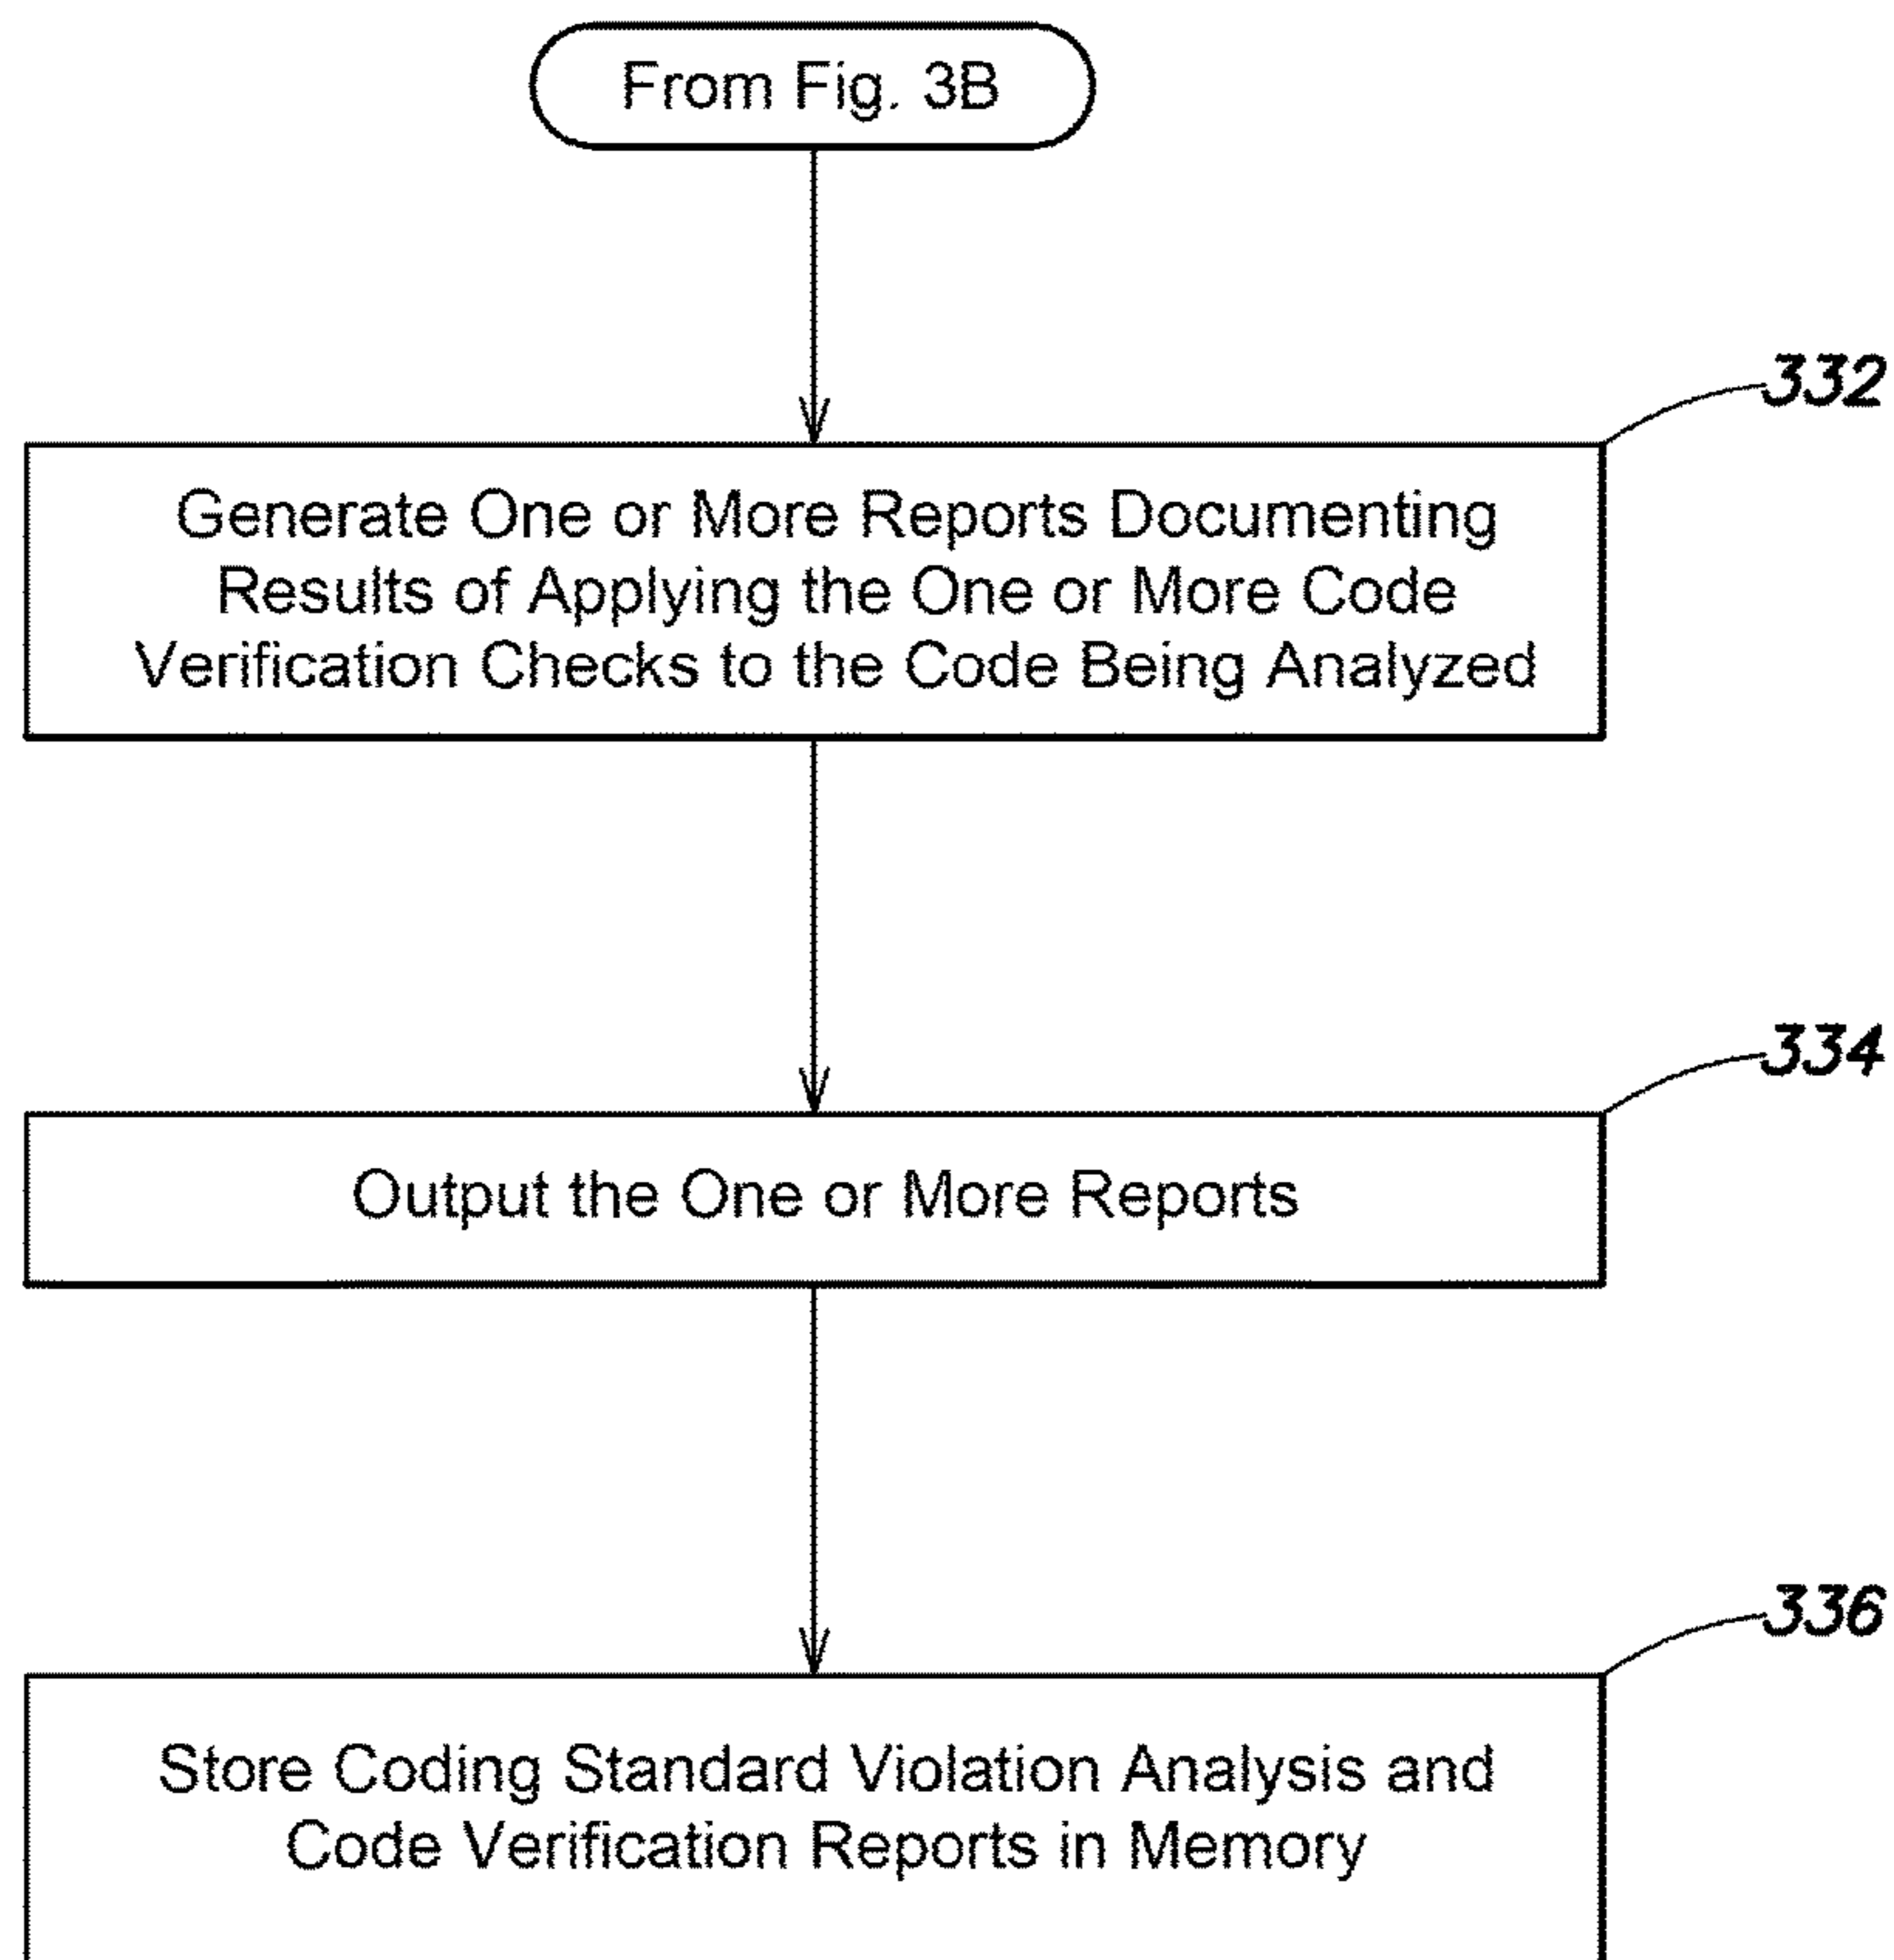 From Fig. 3B
332
Generate One or More Reports Documenting
Results of Applying the One or More Code
Verification Checks to the Code Being Analyzed
334
Output the One or More Reports
336
Store Coding Standard Violation Analysis and
Code Verification Reports in Memory